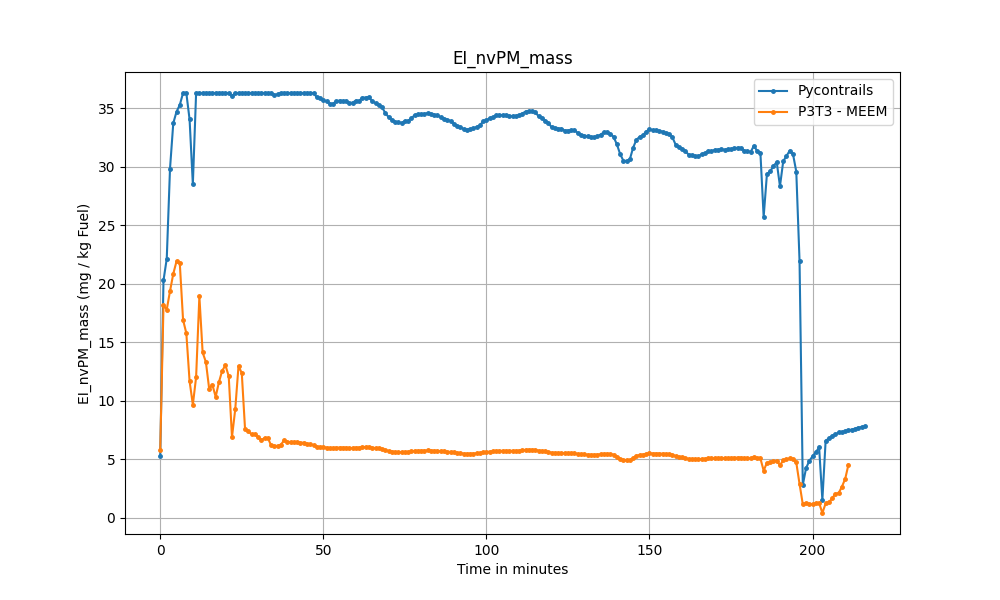 EI_nvPM_mass
Pycontrails
P3T3 - MEEM
EI_nvPM_mass (mg / kg Fuel)
35
30
25
20
15
10
5
0
0 50 100 150 200
Time in minutes